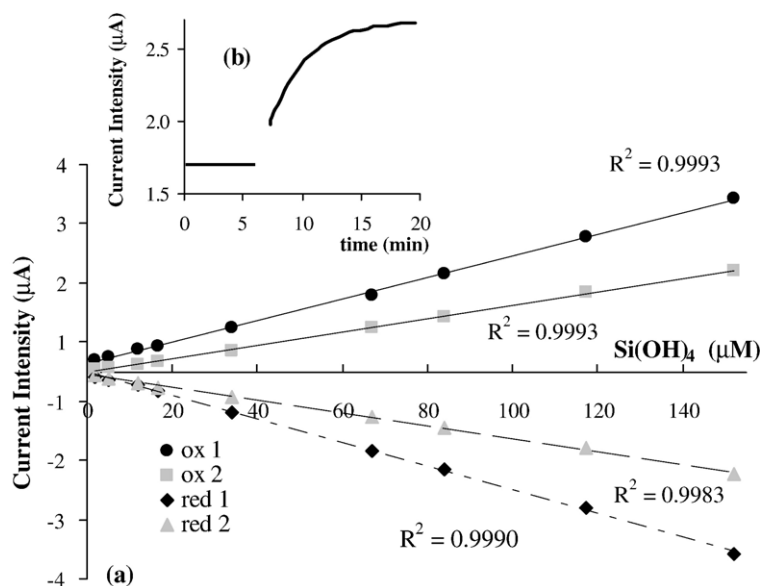 (b)
Current Intensity (μA)
2.5
2.0
1.5
0 5 10 15 20
time (min)
Current Intensity (μA)
4
3
2
1
-1
-2
-3
-4
0 20 40 60 80 100 120 140
Si(OH)4 (μM)
R2 = 0.9993
R2 = 0.9993
R2 = 0.9983
R2 = 0.9990
ox 1
ox 2
red 1
red 2
(a)